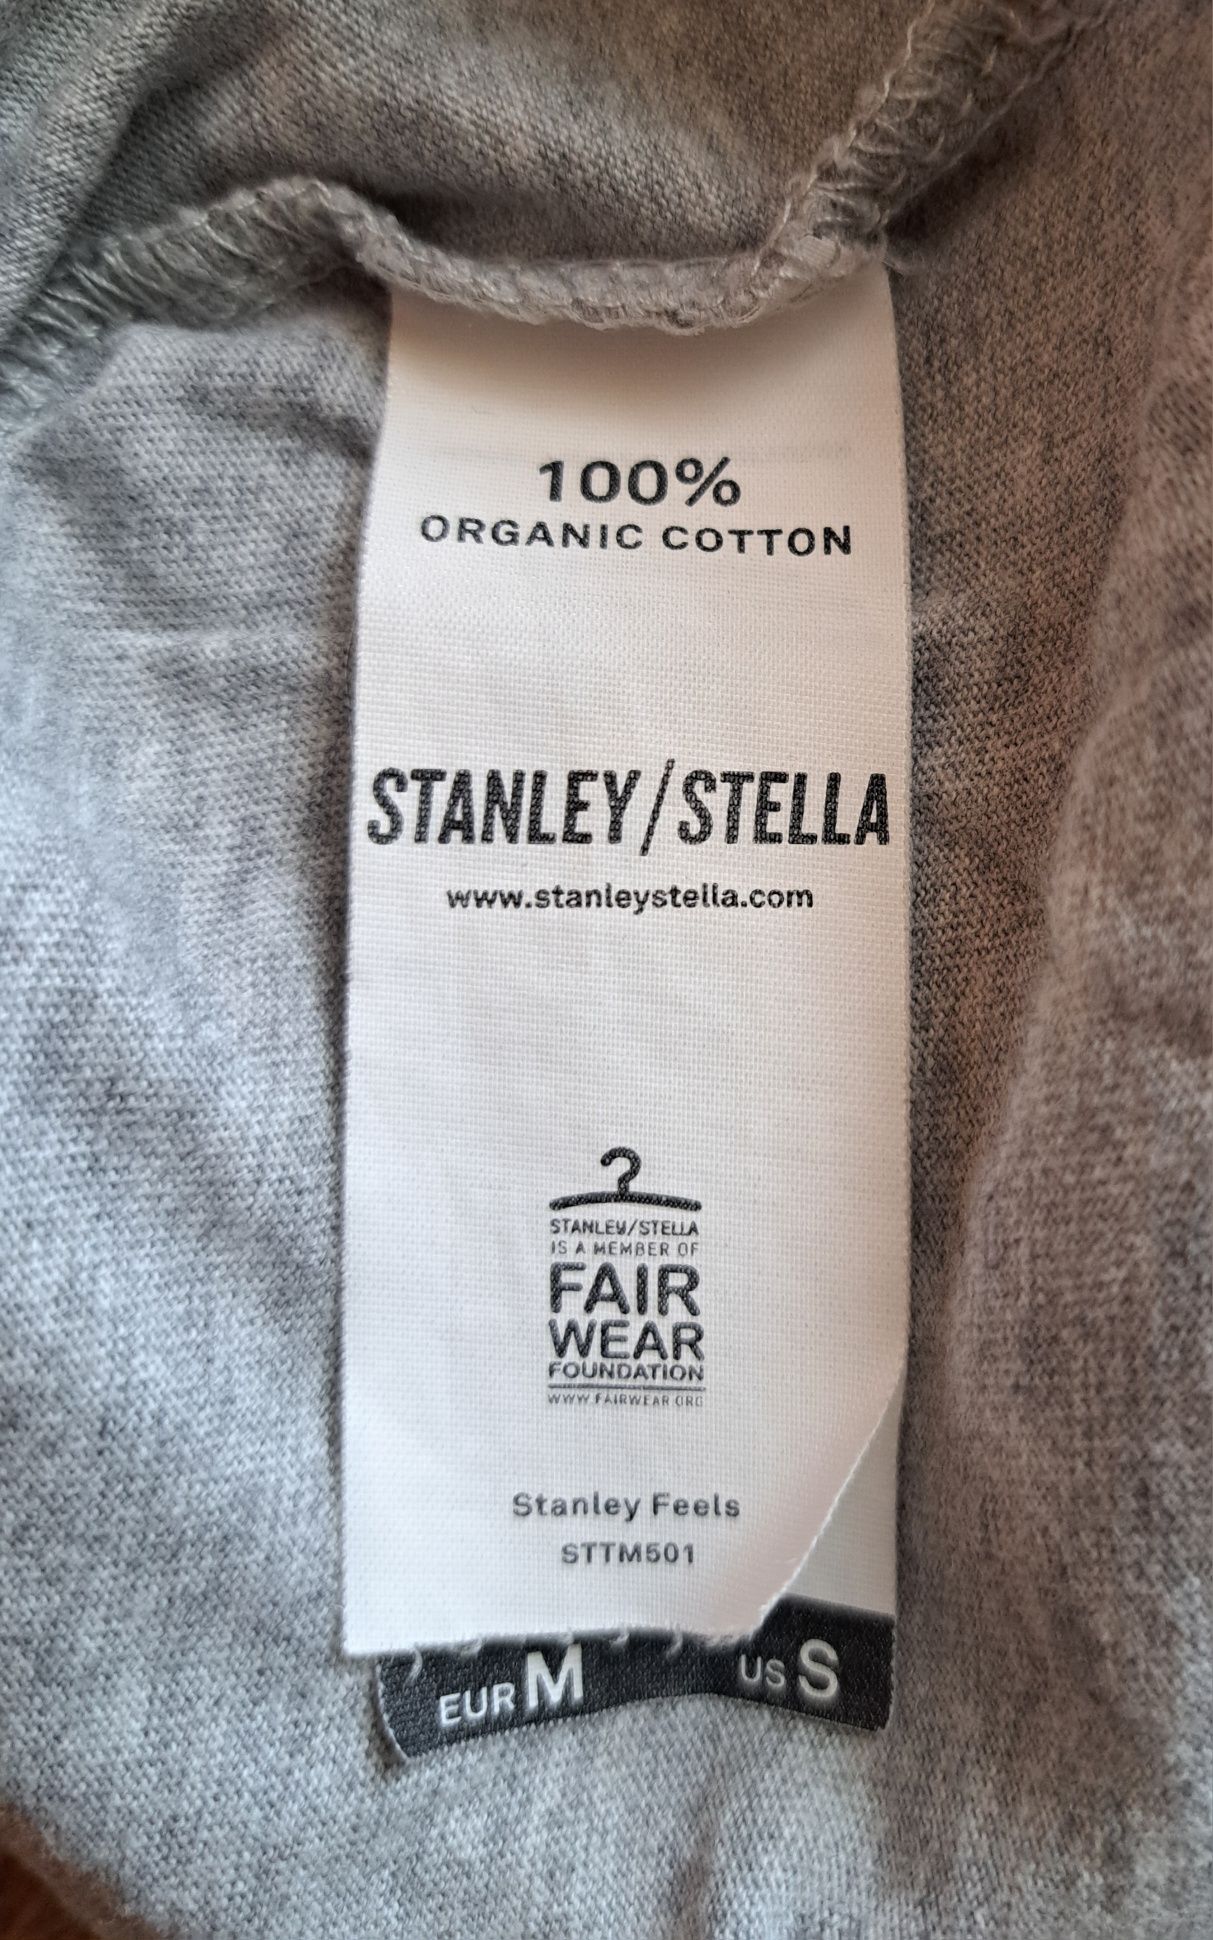 100%
ORGANIC COTTON
STANLEY/STELLA
www.stanleystella.com
STANLEY/STELLA
IS A MEMBER OF
FAIR
WEAR
FOUNDATION
WWW.FAIRWEAR.ORG
Stanley Feels
STTM501
EUR M US S